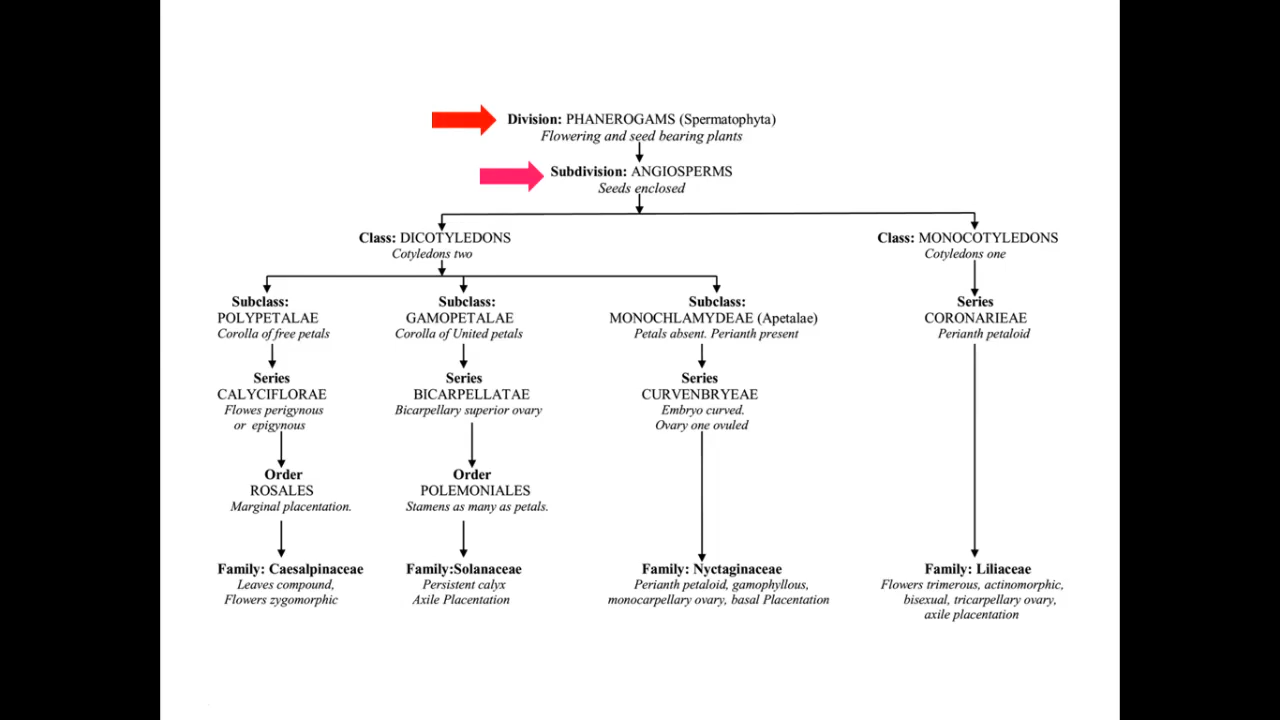 Division: PHANEROGAMS (Spermatophyta)
Flowering and seed bearing plants
Subdivision: ANGIOSPERMS
Seeds enclosed
Class: DICOTYLEDONS
Cotyledons two
Class: MONOCOTYLEDONS
Cotyledons one
Subclass:
POLYPETALAE
Corolla of free petals
Subclass:
GAMOPETALAE
Corolla of United petals
Subclass:
MONOCHLAMYDEAE (Apetalae)
Petals absent. Perianth present
Series
CORONARIEAE
Perianth petaloid
Series
CALYCIFLORAE
Flowes perigynous
or epigynous
Series
BICARPELLATAE
Bicarpellary superior ovary
Series
CURVENBRYEAE
Embryo curved.
Ovary one ovuled
Order
ROSALES
Marginal placentation.
Order
POLEMONIALES
Stamens as many as petals.
Family: Caesalpinaceae
Leaves compound,
Flowers zygomorphic
Family:Solanaceae
Persistent calyx
Axile Placentation
Family: Nyctaginaceae
Perianth petaloid, gamophyllous,
monocarpellary ovary, basal Placentation
Family: Liliaceae
Flowers trimerous, actinomorphic,
bisexual, tricarpellary ovary,
axile placentation